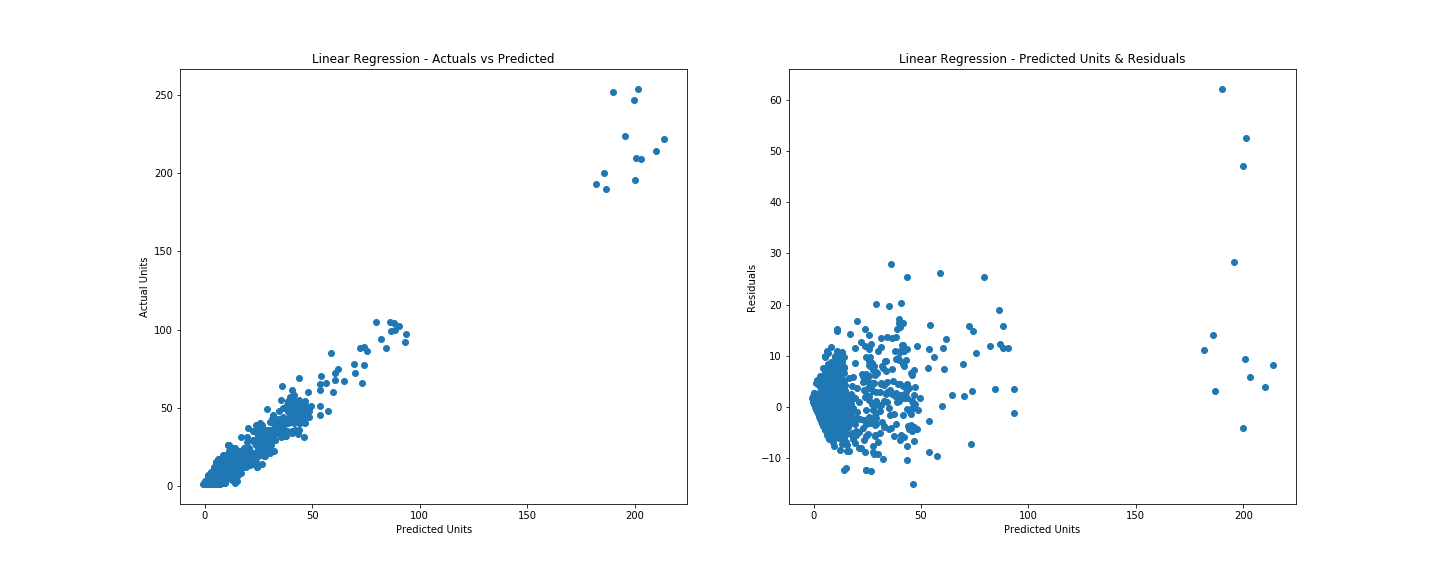 Linear Regression - Actuals vs Predicted
250
200
150
100
50
0
Actual Units
0 50 100 150 200
Predicted Units
Linear Regression - Predicted Units & Residuals
60
50
40
30
20
10
0
−10
Residuals
0 50 100 150 200
Predicted Units